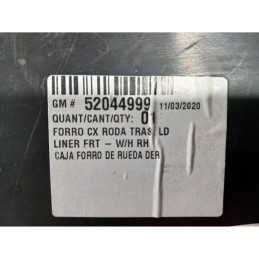 GM # 52044999 11/03/2020
QUANT/CANT/QTY: 01
FORRO CX RODA TRAS LD
LINER FRT - W/H RH
CAJA FORRO DE RUEDA DER